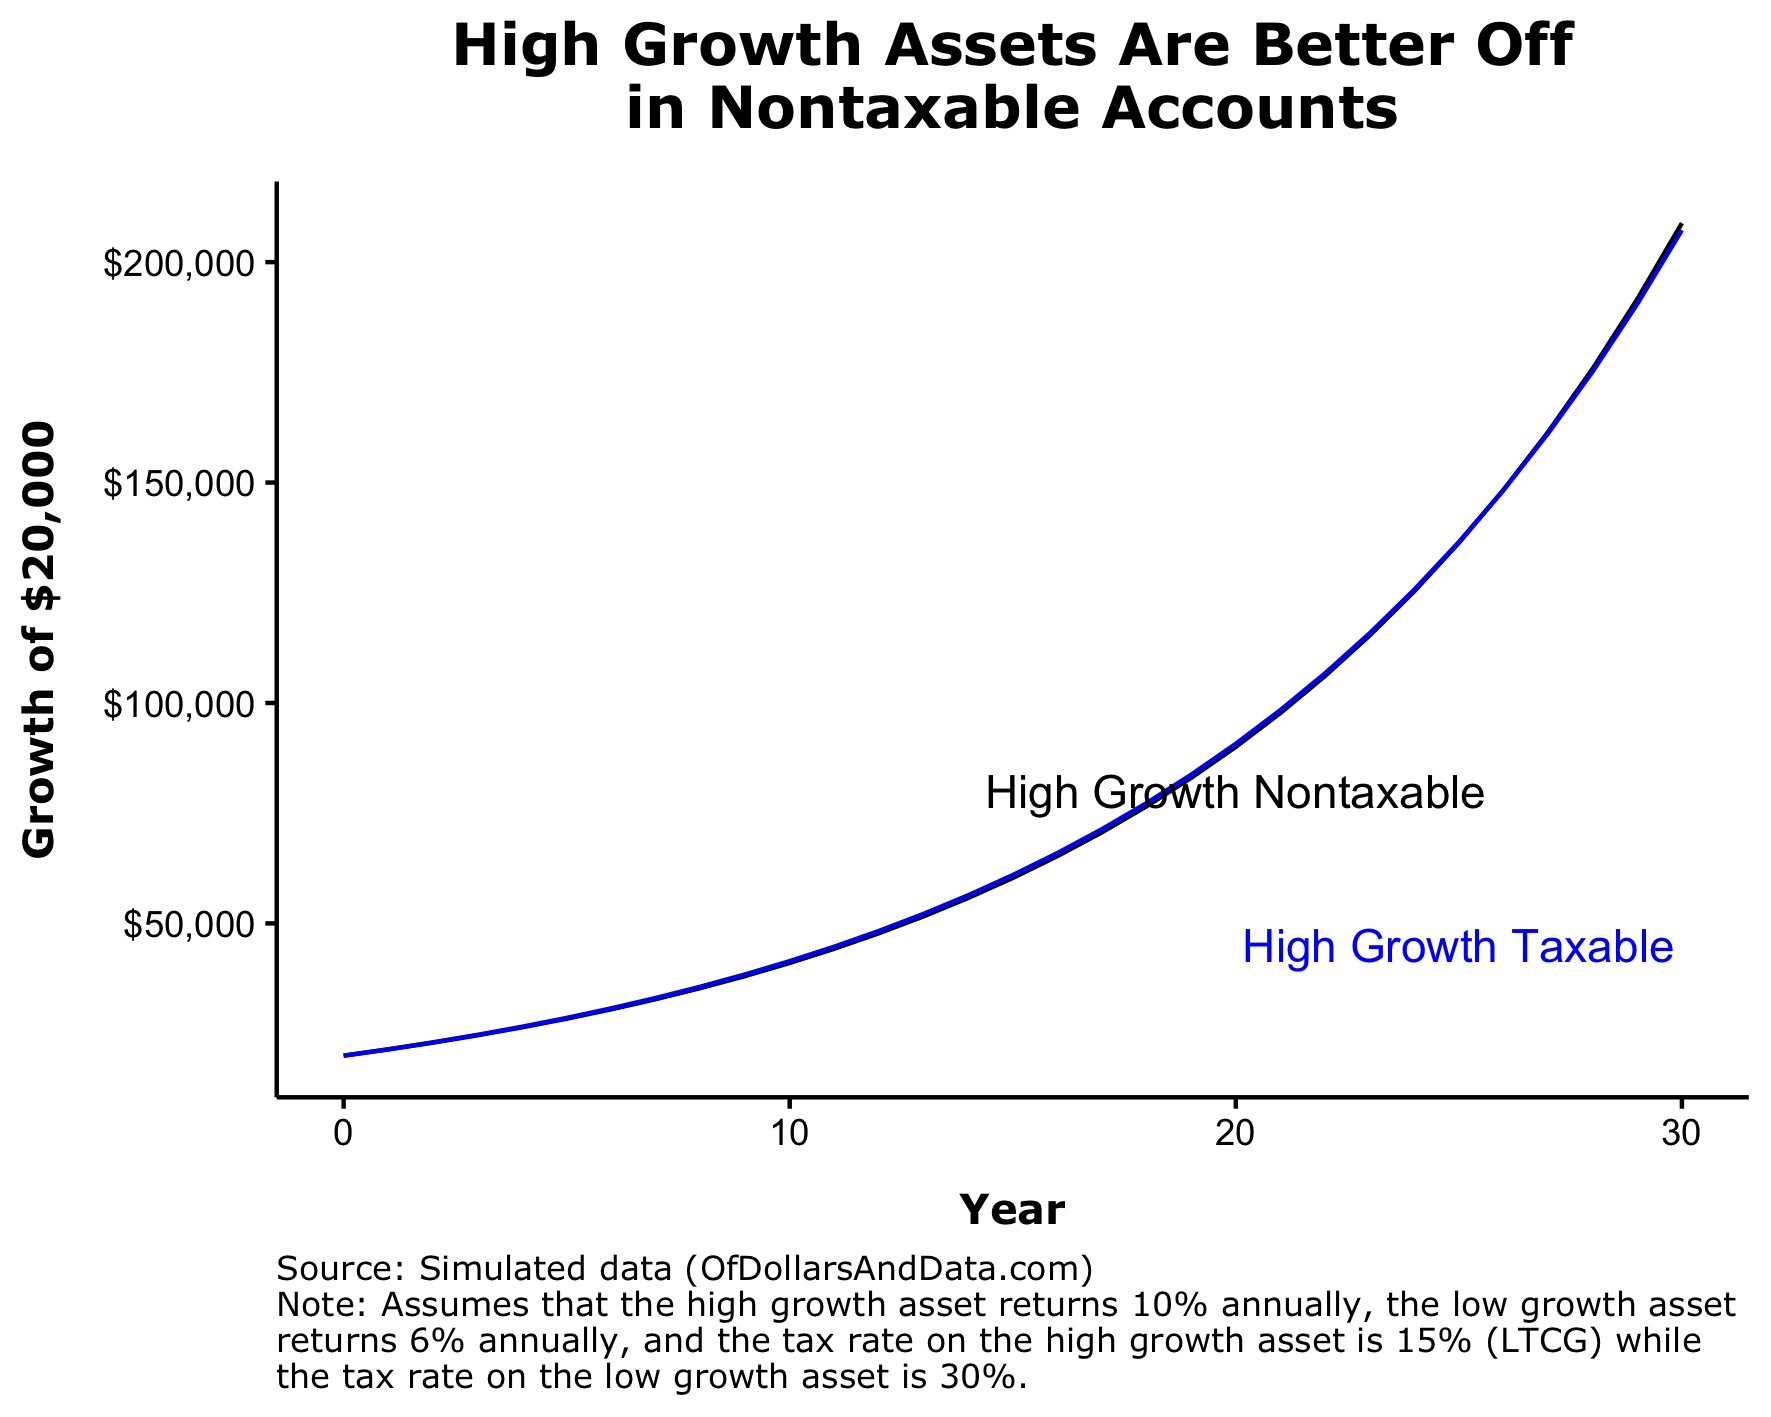 High Growth Assets Are Better Off
in Nontaxable Accounts
Growth of $20,000
$200,000
$150,000
$100,000
$50,000
High Growth Nontaxable
High Growth Taxable
0
10
20
30
Year
Source: Simulated data (OfDollarsAndData.com)
Note: Assumes that the high growth asset returns 10% annually, the low growth asset
returns 6% annually, and the tax rate on the high growth asset is 15% (LTCG) while
the tax rate on the low growth asset is 30%.